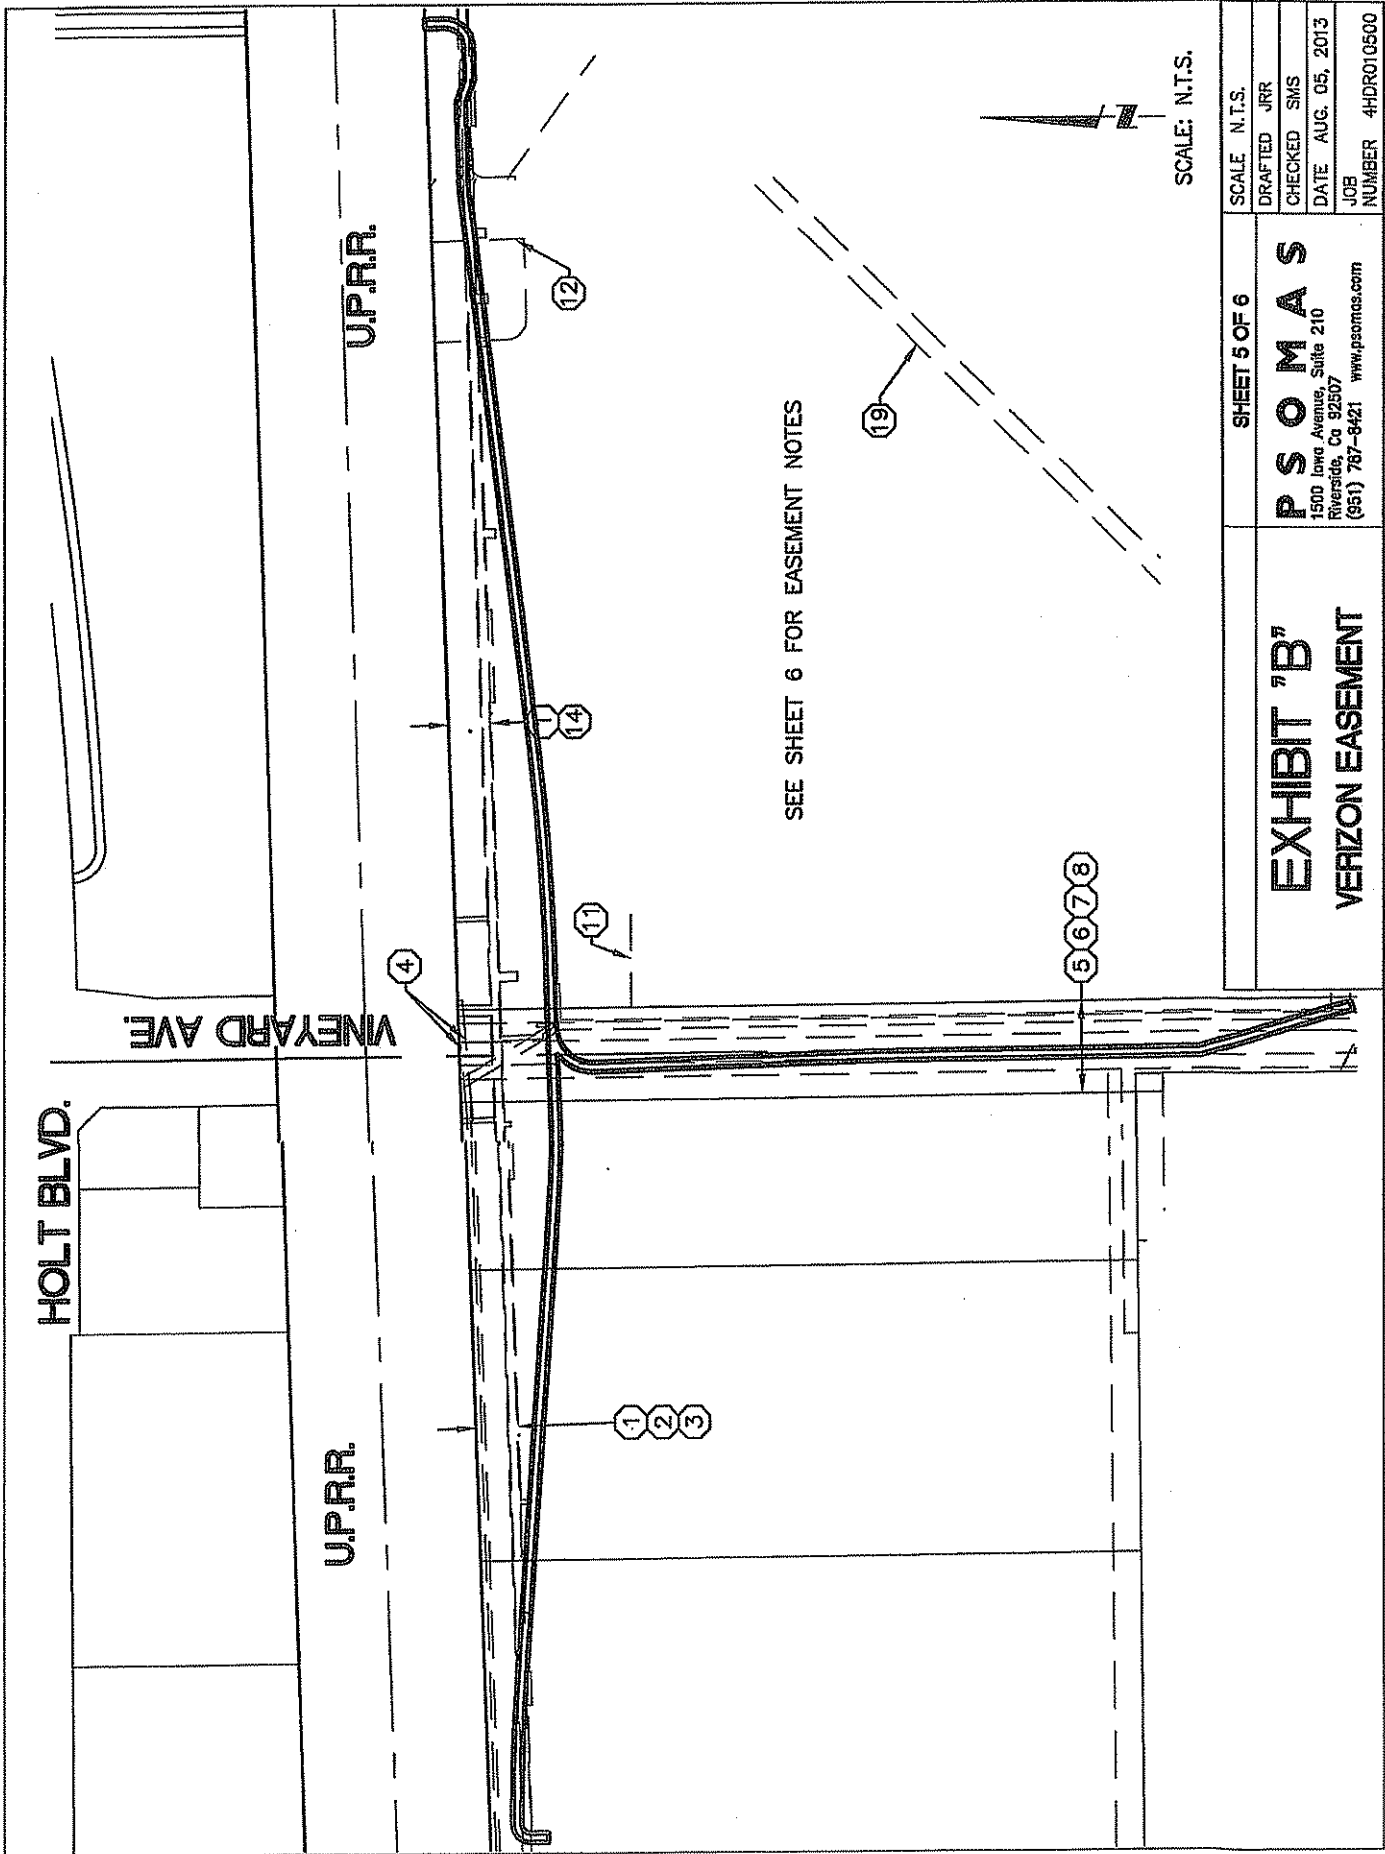 HOLT BLVD.
VINEYARD AVE.
U.P.R.R.
U.P.R.R.
4
1
2
3
14
11
12
19
5 6 7 8
SEE SHEET 6 FOR EASEMENT NOTES
N
SCALE: N.T.S.
EXHIBIT "B"
VERIZON EASEMENT
SHEET 5 OF 6
PSOMAS
1500 Iowa Avenue, Suite 210
Riverside, Ca 92507
(951) 787-8421 www.psomas.com
SCALE N.T.S.
DRAFTED JRR
CHECKED SMS
DATE AUG. 05, 2013
JOB
NUMBER 4HDR010500